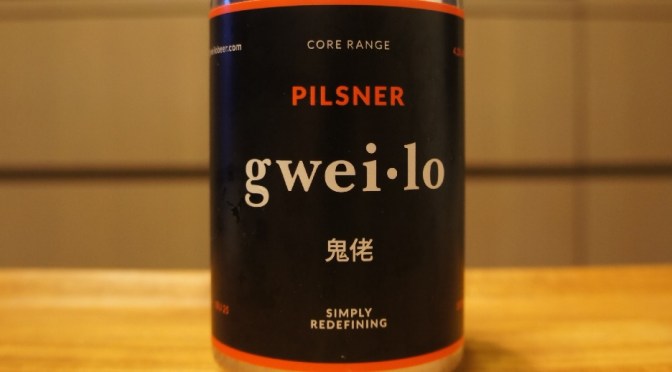 CORE RANGE
PILSNER
gwei·lo
鬼佬
SIMPLY
REDEFINING